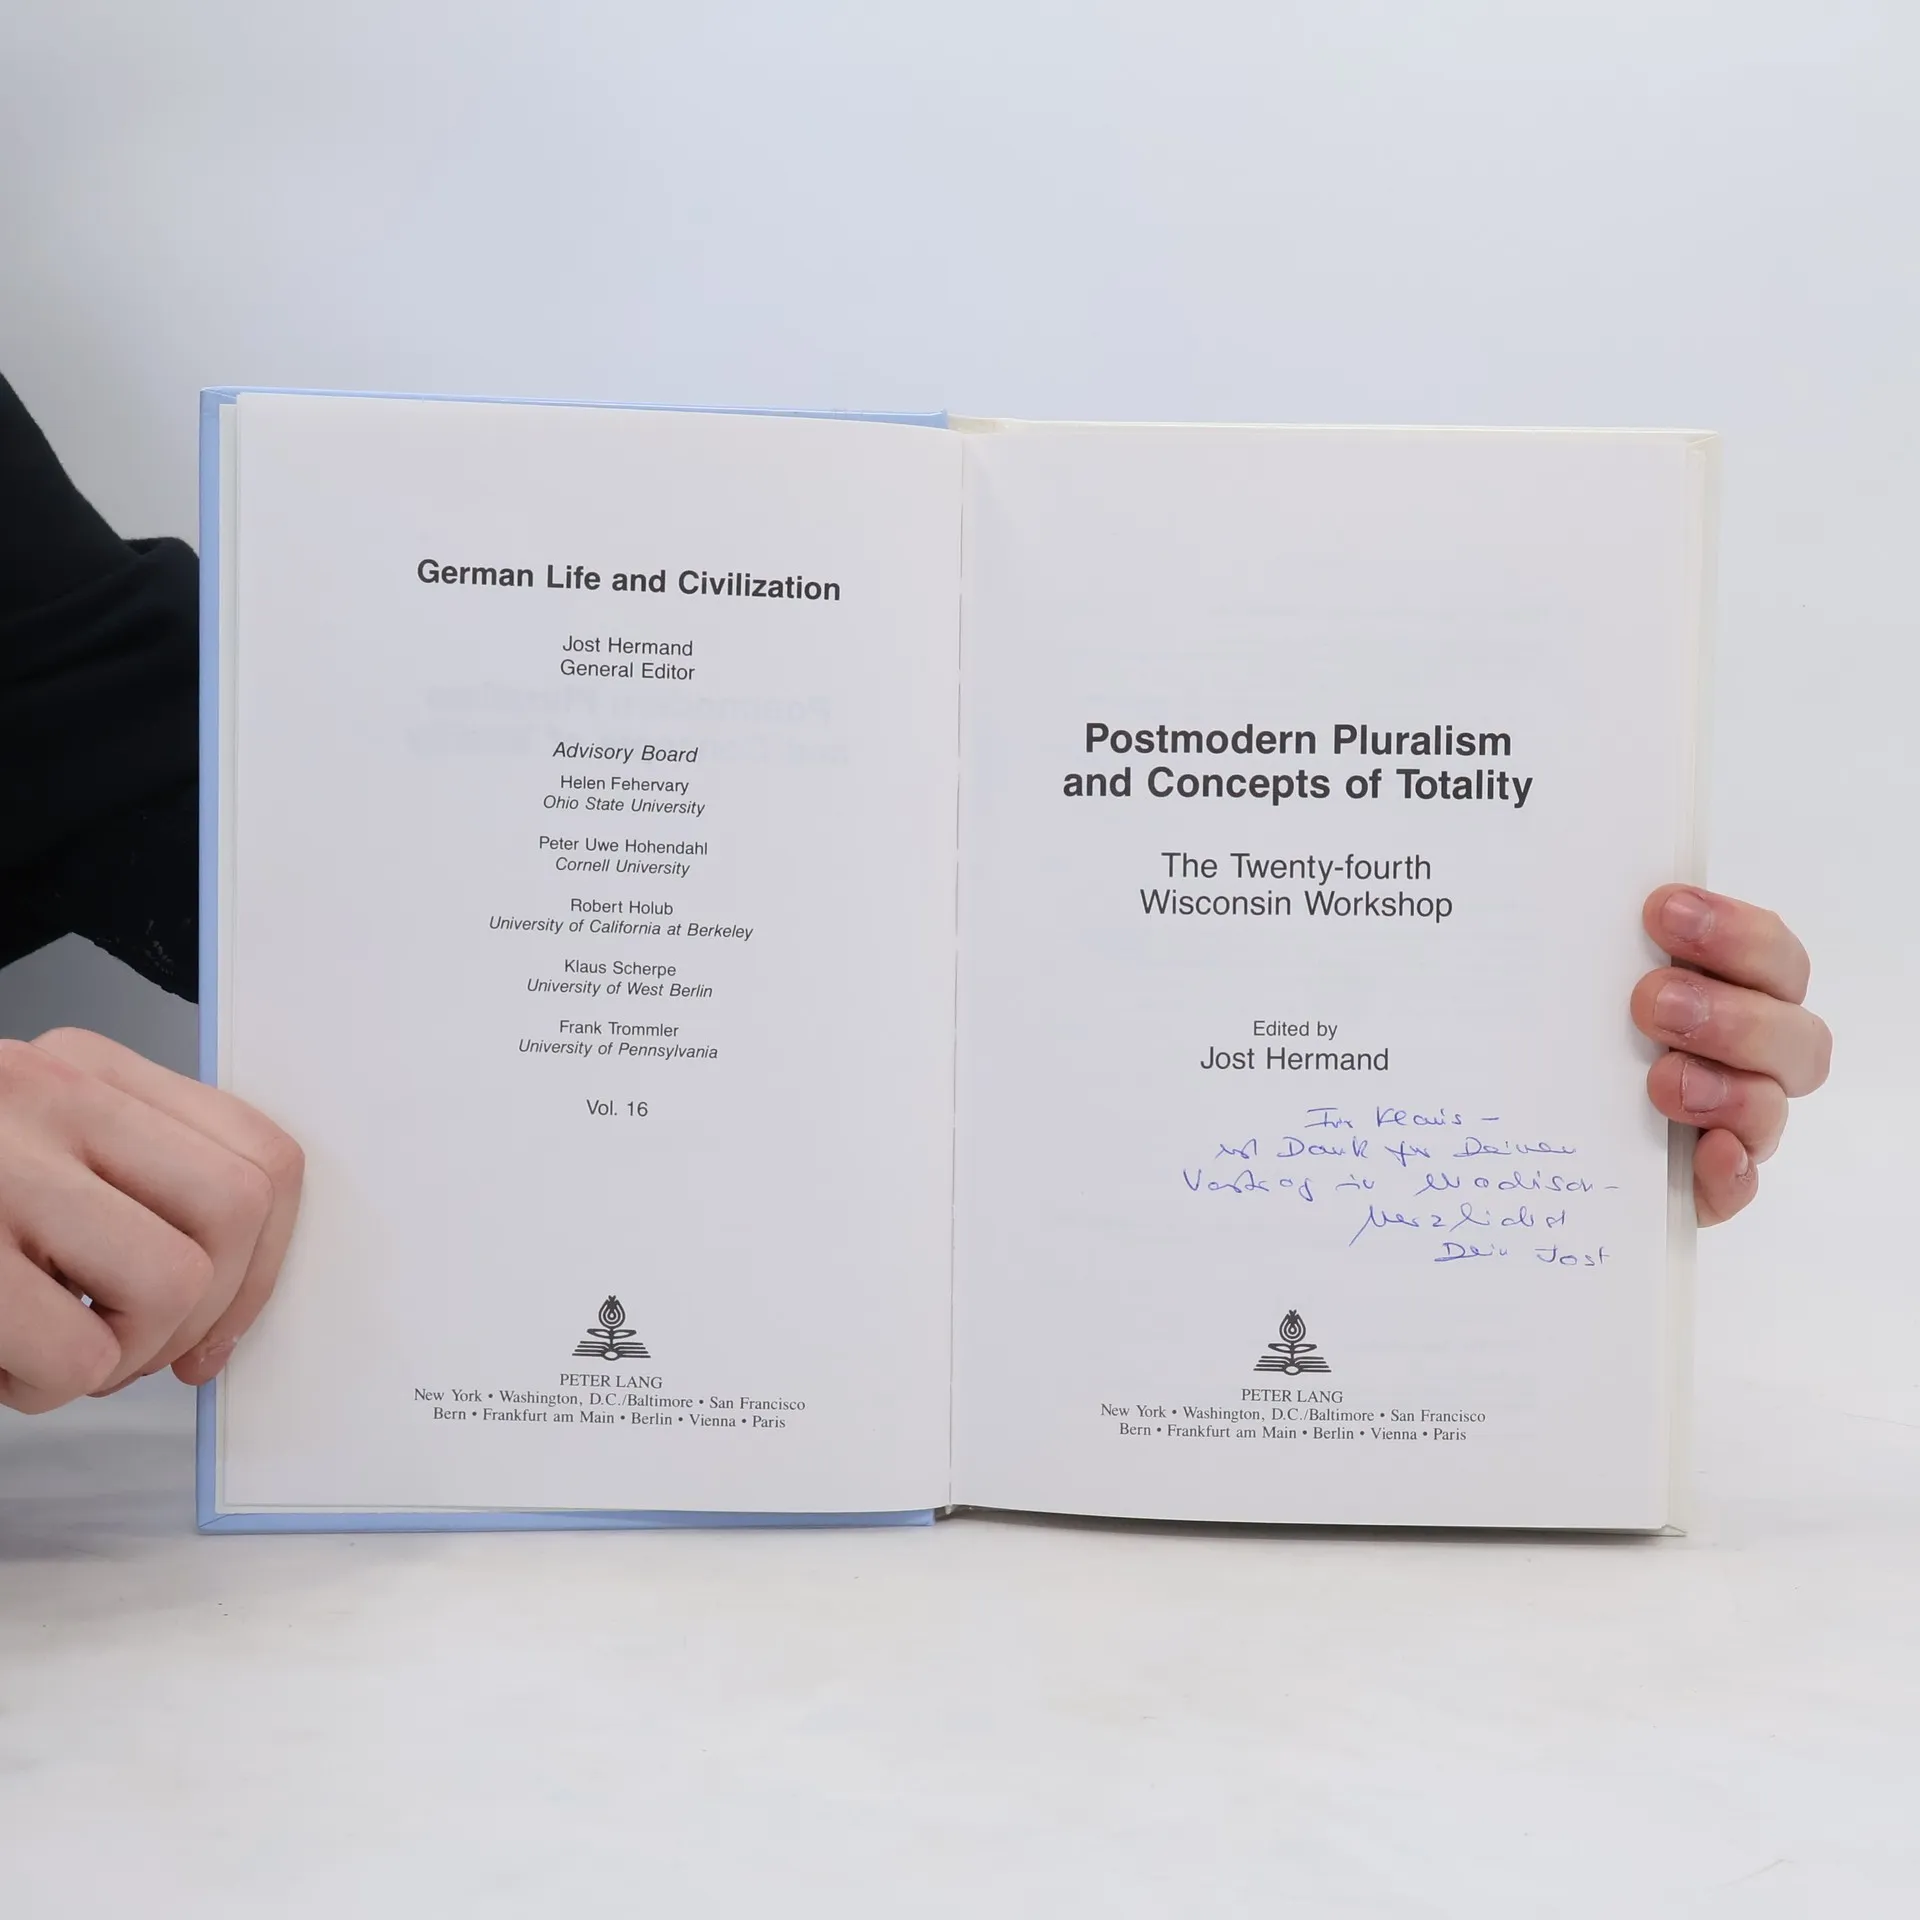 German Life and Civilization
Jost Hermand
General Editor
Advisory Board
Helen Fehervary
Ohio State University
Peter Uwe Hohendahl
Cornell University
Robert Holub
University of California at Berkeley
Klaus Scherpe
University of West Berlin
Frank Trommler
University of Pennsylvania
Vol. 16
PETER LANG
New York • Washington, D.C./Baltimore • San Francisco
Bern • Frankfurt am Main • Berlin • Vienna • Paris
Postmodern Pluralism
and Concepts of Totality
The Twenty-fourth
Wisconsin Workshop
Edited by
Jost Hermand
Für Klaus –
mit Dank für Deinen
Vortrag in Madison –
Herzlichst
Dein Jost
PETER LANG
New York • Washington, D.C./Baltimore • San Francisco
Bern • Frankfurt am Main • Berlin • Vienna • Paris